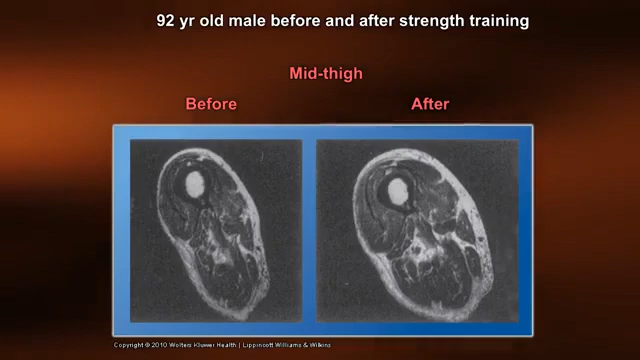 92 yr old male before and after strength training
Mid-thigh
Before
After
Copyright © 2010 Wolters Kluwer Health | Lippincott Williams & Wilkins